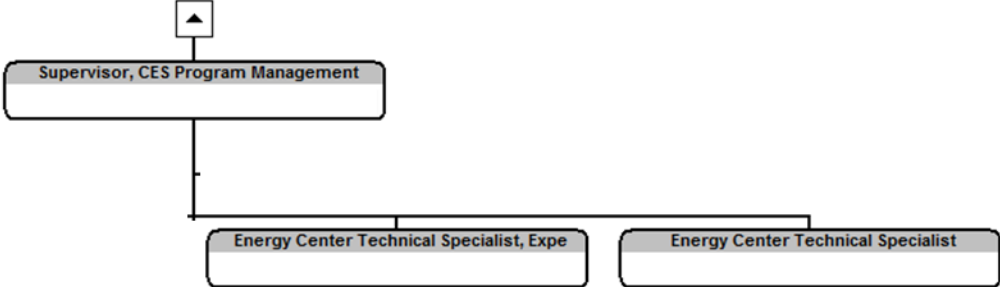 Supervisor, CES Program Management
Energy Center Technical Specialist, Expe
Energy Center Technical Specialist